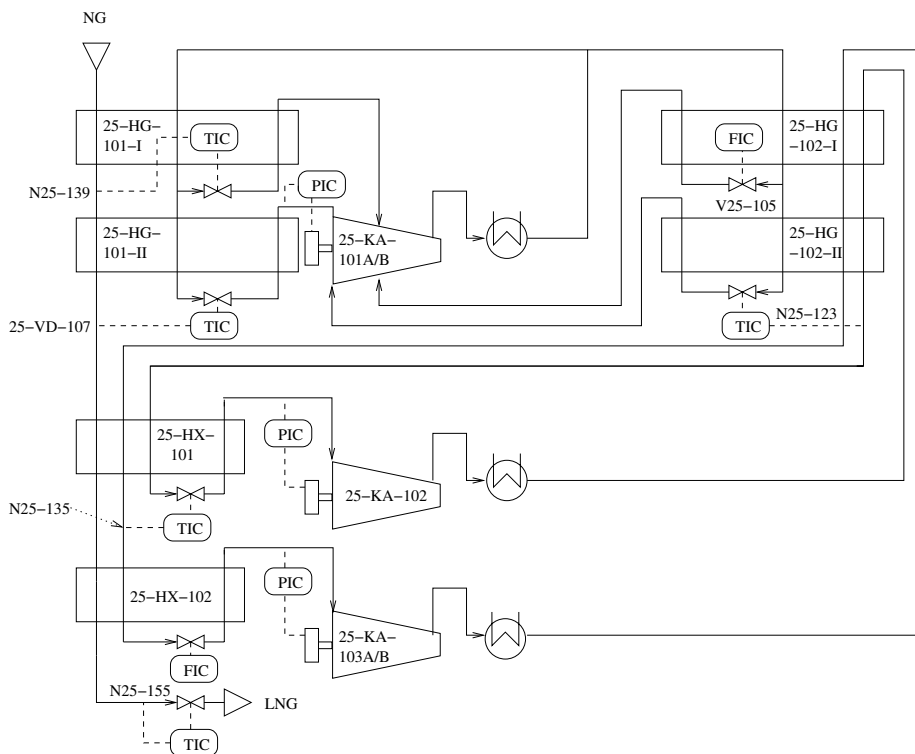 NG
25-HG-
101-I
TIC
FIC
25-HG
-102-I
N25-139
PIC
V25-105
25-HG-
101-II
25-KA-
101A/B
25-HG
-102-II
25-VD-107
TIC
TIC
N25-123
25-HX-
101
PIC
25-KA-102
N25-135
TIC
25-HX-102
PIC
25-KA-
103A/B
FIC
N25-155
LNG
TIC